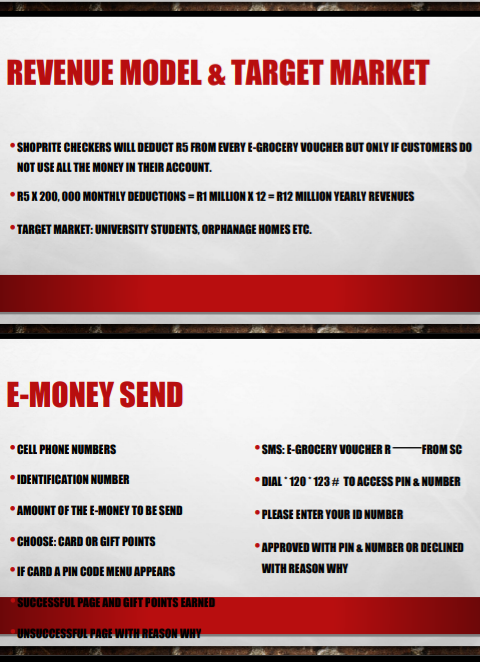 REVENUE MODEL & TARGET MARKET
•SHOPRITE CHECKERS WILL DEDUCT R5 FROM EVERY E-GROCERY VOUCHER BUT ONLY IF CUSTOMERS DO
NOT USE ALL THE MONEY IN THEIR ACCOUNT.
•R5 X 200, 000 MONTHLY DEDUCTIONS = R1 MILLION X 12 = R12 MILLION YEARLY REVENUES
•TARGET MARKET: UNIVERSITY STUDENTS, ORPHANAGE HOMES ETC.
E-MONEY SEND
•CELL PHONE NUMBERS
•IDENTIFICATION NUMBER
•AMOUNT OF THE E-MONEY TO BE SEND
•CHOOSE: CARD OR GIFT POINTS
•IF CARD A PIN CODE MENU APPEARS
•SUCCESSFUL PAGE AND GIFT POINTS EARNED
•UNSUCCESSFUL PAGE WITH REASON WHY
•SMS: E-GROCERY VOUCHER R ——— FROM SC
•DIAL * 120 * 123 # TO ACCESS PIN & NUMBER
•PLEASE ENTER YOUR ID NUMBER
•APPROVED WITH PIN & NUMBER OR DECLINED
WITH REASON WHY